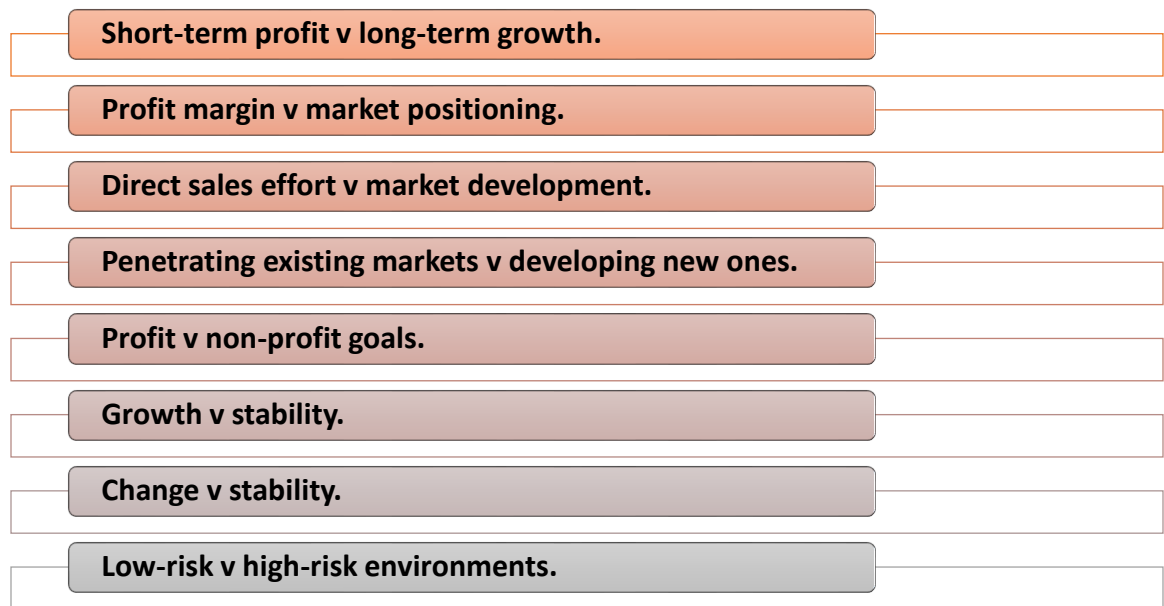 Short-term profit v long-term growth.
Profit margin v market positioning.
Direct sales effort v market development.
Penetrating existing markets v developing new ones.
Profit v non-profit goals.
Growth v stability.
Change v stability.
Low-risk v high-risk environments.